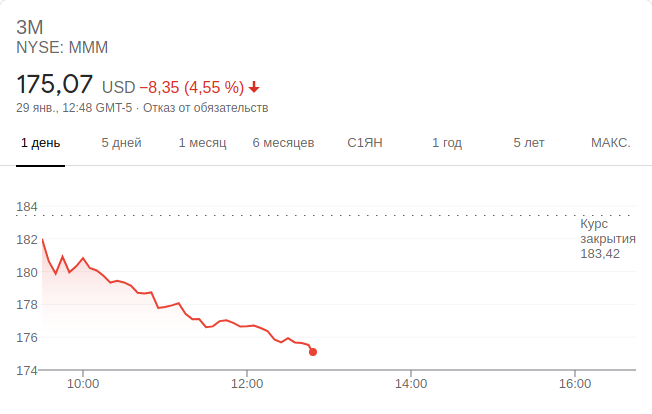 3M
NYSE: MMM
175,07 USD −8,35 (4,55 %)
29 янв., 12:48 GMT-5 · Отказ от обязательств
1 день 5 дней 1 месяц 6 месяцев С1ЯН 1 год 5 лет МАКС.
184
Курс
закрытия
183,42
182
180
178
176
174
10:00 12:00 14:00 16:00